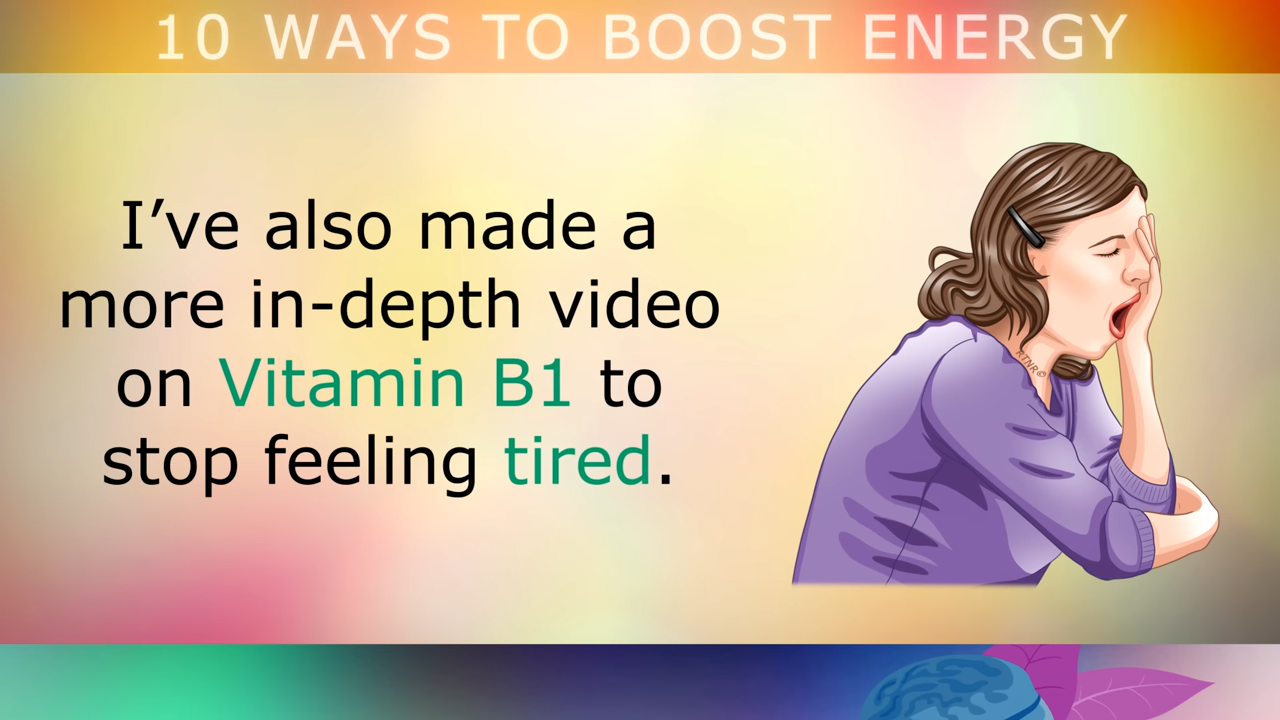 10 WAYS TO BOOST ENERGY
I’ve also made a
more in-depth video
on Vitamin B1 to
stop feeling tired.
RTNR©